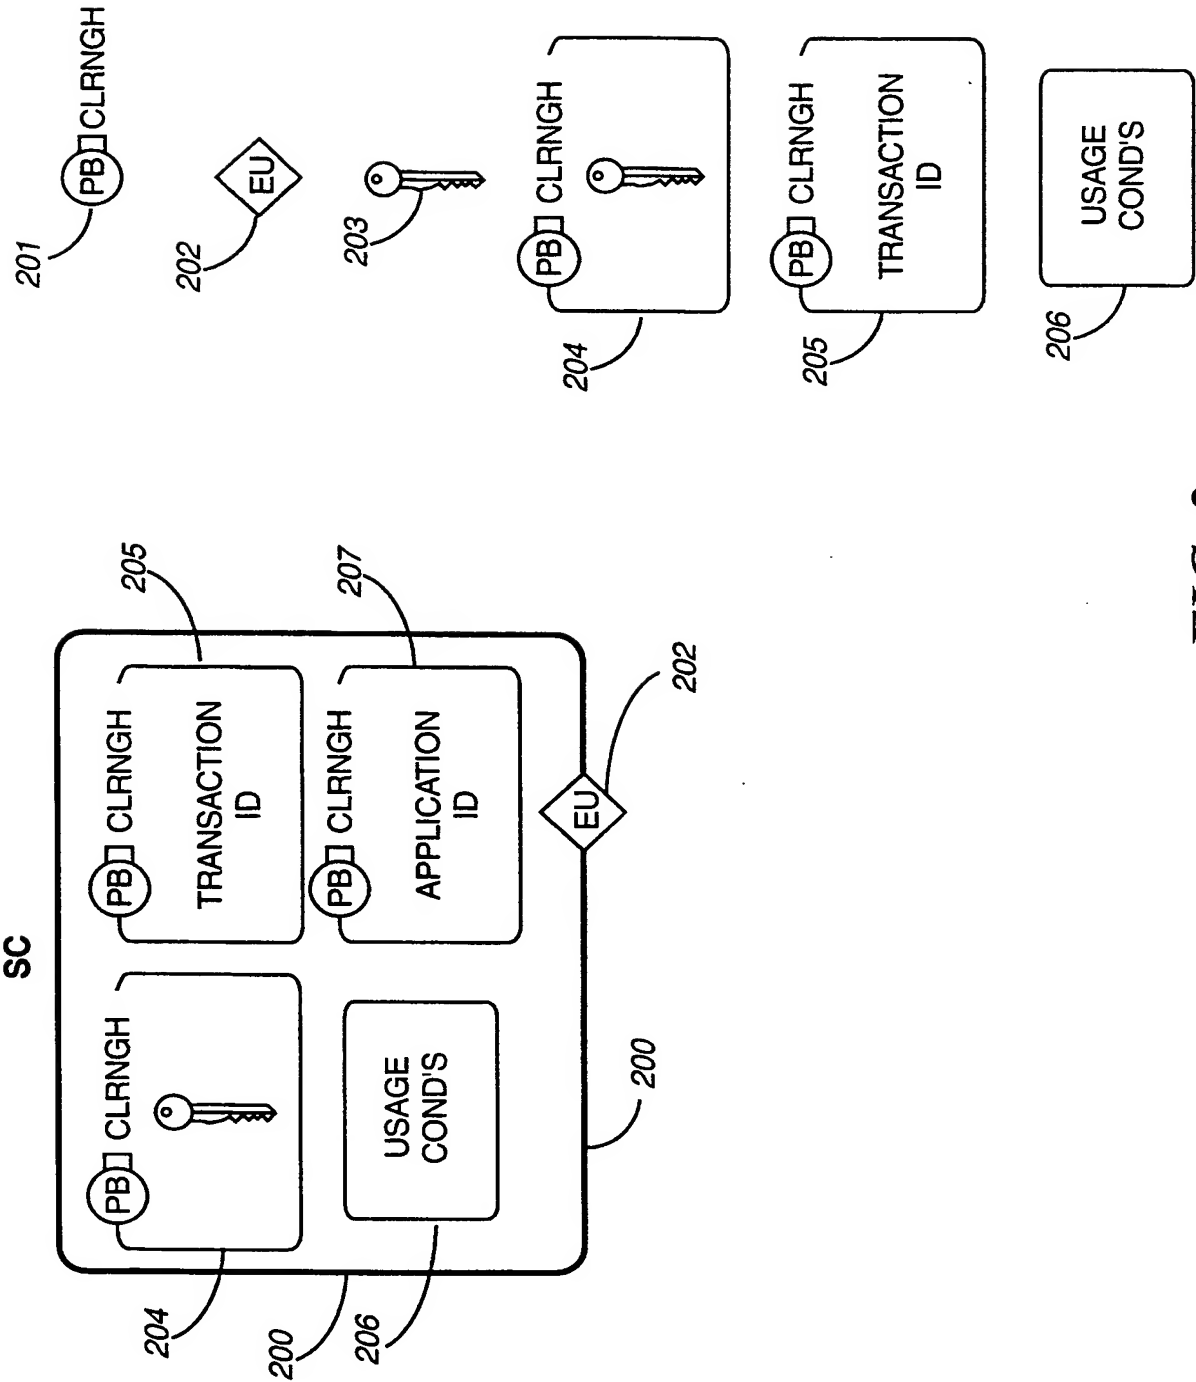 SC
204
PB CLRNGH
PB CLRNGH
205
TRANSACTION
ID
200
206
USAGE
COND'S
PB CLRNGH
207
APPLICATION
ID
EU
202
200
201
PB CLRNGH
202
EU
203
204
PB CLRNGH
205
PB CLRNGH
TRANSACTION
ID
206
USAGE
COND'S